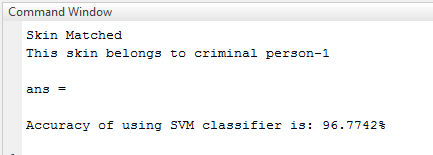 Command Window
Skin Matched
This skin belongs to criminal person-1
ans =
Accuracy of using SVM classifier is: 96.7742%